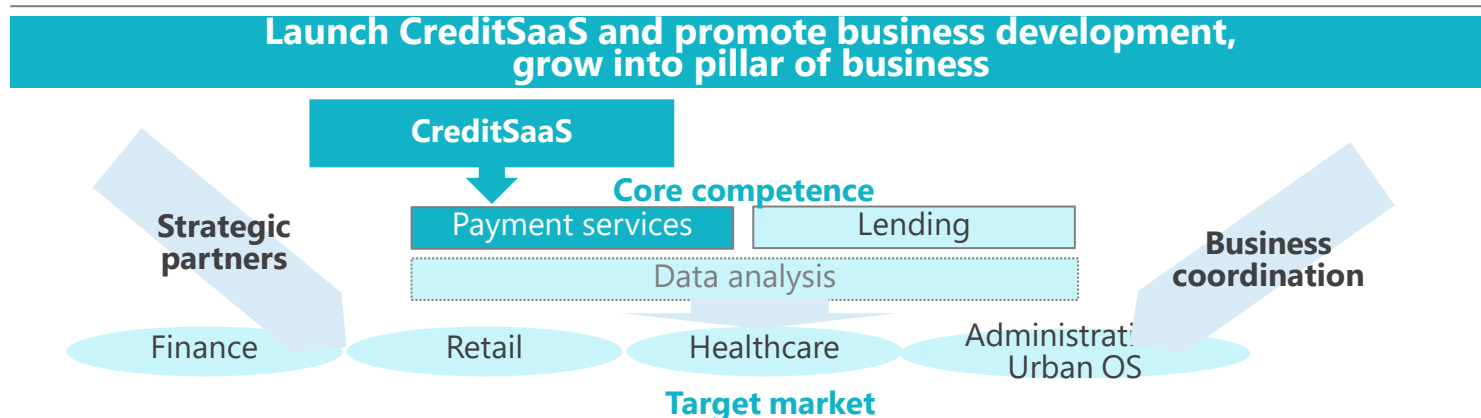 Launch CreditSaaS and promote business development,
grow into pillar of business
CreditSaaS
Core competence
Payment services
Lending
Data analysis
Strategic
partners
Business
coordination
Finance
Retail
Healthcare
Urban OS
Target market